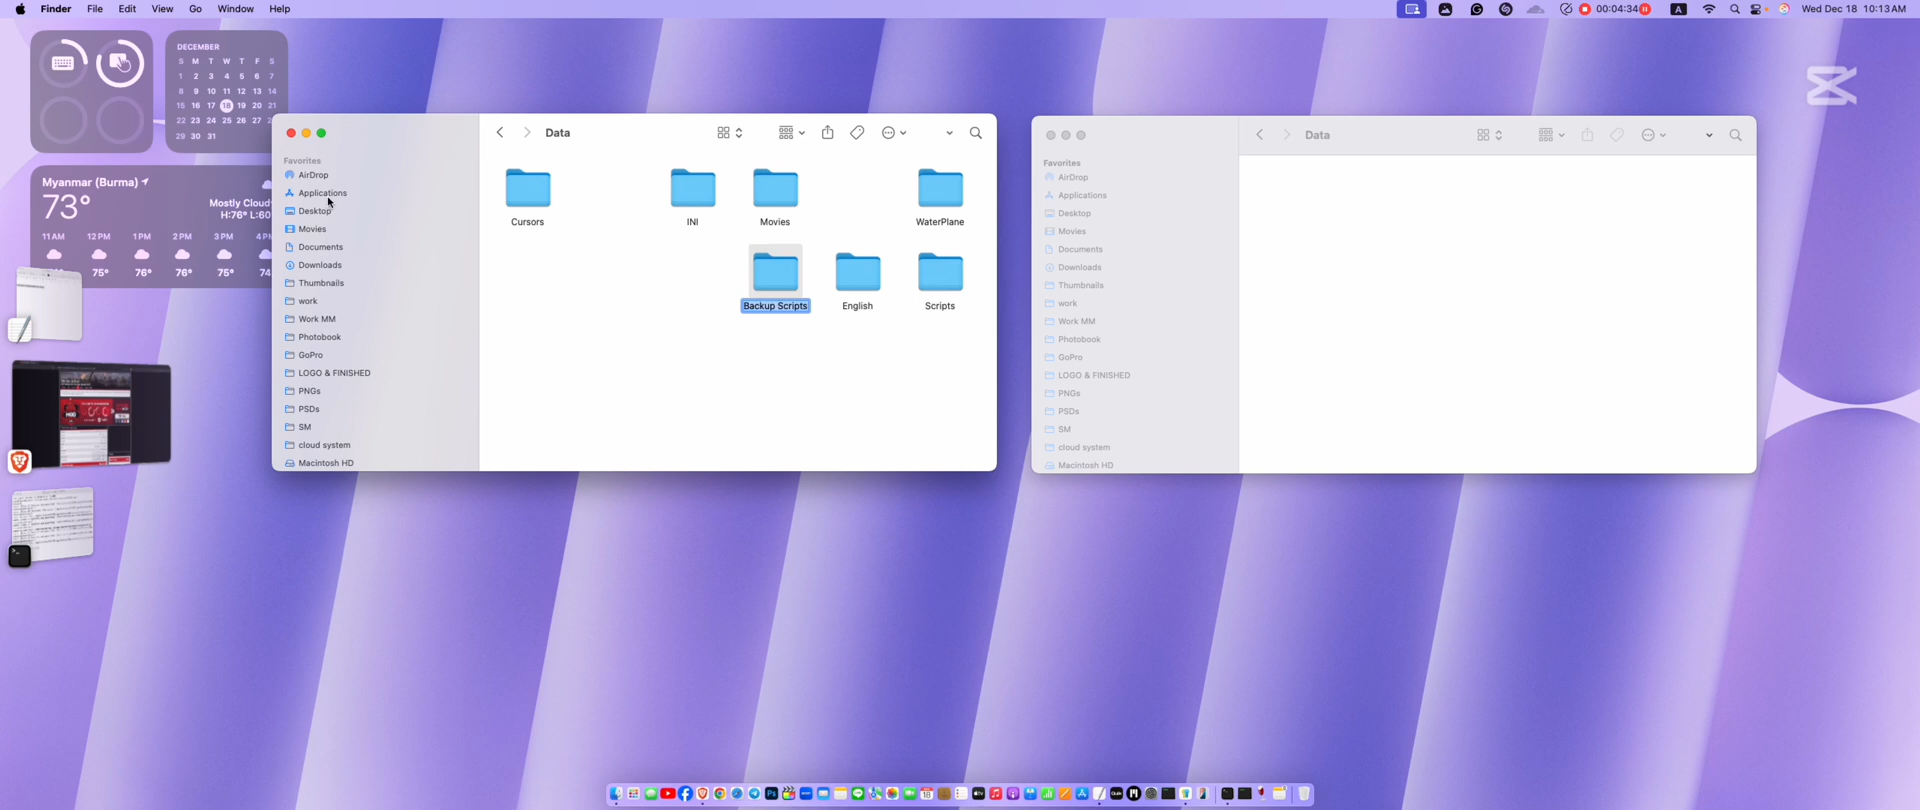 Finder File Edit View Go Window Help
00:04:34
A
Wed Dec 18 10:13 AM
DECEMBER
S M T W T F S
1 2 3 4 5 6 7
8 9 10 11 12 13 14
15 16 17 18 19 20 21
22 23 24 25 26 27
29 30 31
Myanmar (Burma)
73°
Mostly Cloudy
H:76° L:60
11 AM 12 PM 1 PM 2 PM 3 PM 4 PM
75° 76° 76° 75° 74
Data
Favorites
AirDrop
Applications
Desktop
Movies
Documents
Downloads
Thumbnails
work
Work MM
Photobook
GoPro
LOGO & FINISHED
PNGs
PSDs
SM
cloud system
Macintosh HD
Cursors
INI
Movies
WaterPlane
Backup Scripts
English
Scripts
Data
Favorites
AirDrop
Applications
Desktop
Movies
Documents
Downloads
Thumbnails
work
Work MM
Photobook
GoPro
LOGO & FINISHED
PNGs
PSDs
SM
cloud system
Macintosh HD